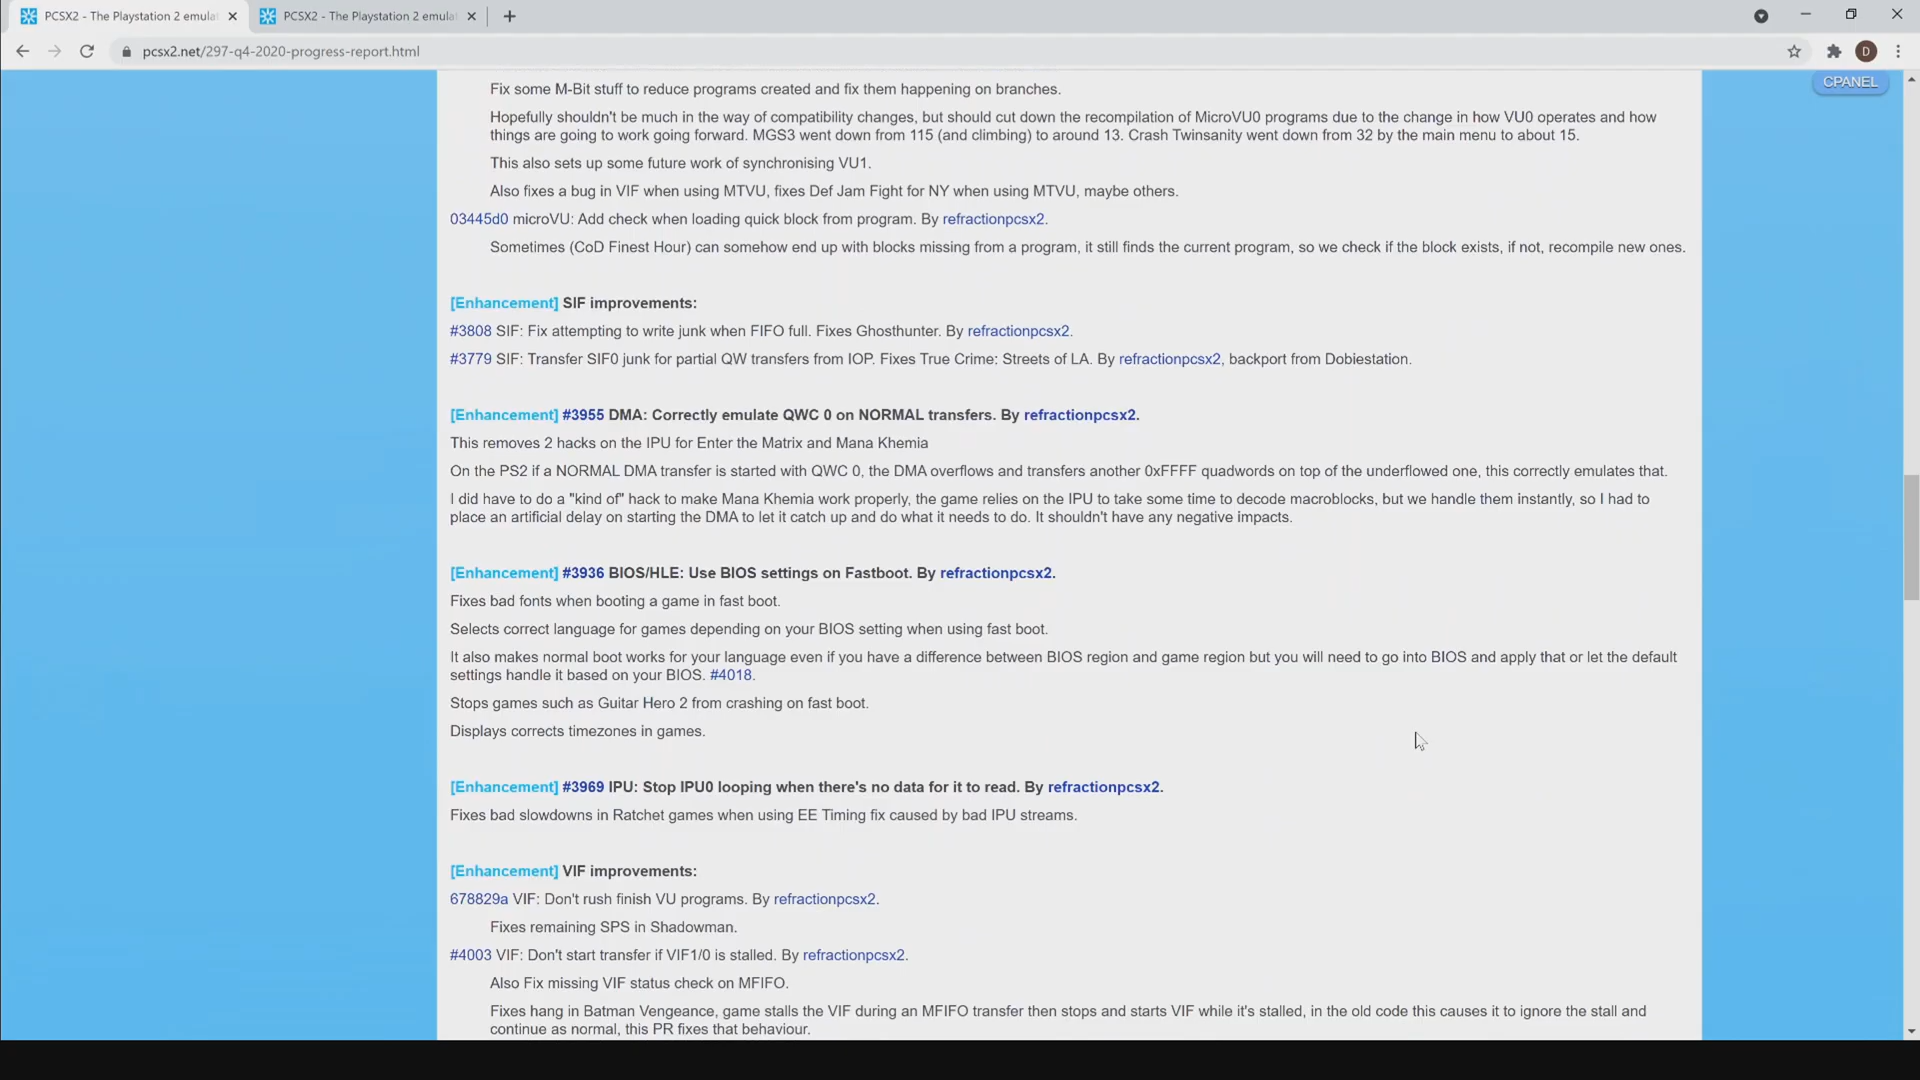 PCSX2 - The Playstation 2 emula
PCSX2 - The Playstation 2 emulat
pcsx2.net/297-q4-2020-progress-report.html
D
CPANEL
Fix some M-Bit stuff to reduce programs created and fix them happening on branches.
Hopefully shouldn't be much in the way of compatibility changes, but should cut down the recompilation of MicroVU0 programs due to the change in how VU0 operates and how
things are going to work going forward. MGS3 went down from 115 (and climbing) to around 13. Crash Twinsanity went down from 32 by the main menu to about 15.
This also sets up some future work of synchronising VU1.
Also fixes a bug in VIF when using MTVU, fixes Def Jam Fight for NY when using MTVU, maybe others.
03445d0 microVU: Add check when loading quick block from program. By refractionpcsx2.
Sometimes (CoD Finest Hour) can somehow end up with blocks missing from a program, it still finds the current program, so we check if the block exists, if not, recompile new ones.
[Enhancement] SIF improvements:
#3808 SIF: Fix attempting to write junk when FIFO full. Fixes Ghosthunter. By refractionpcsx2.
#3779 SIF: Transfer SIF0 junk for partial QW transfers from IOP. Fixes True Crime: Streets of LA. By refractionpcsx2, backport from Dobiestation.
[Enhancement] #3955 DMA: Correctly emulate QWC 0 on NORMAL transfers. By refractionpcsx2.
This removes 2 hacks on the IPU for Enter the Matrix and Mana Khemia
On the PS2 if a NORMAL DMA transfer is started with QWC 0, the DMA overflows and transfers another 0xFFFF quadwords on top of the underflowed one, this correctly emulates that.
I did have to do a "kind of" hack to make Mana Khemia work properly, the game relies on the IPU to take some time to decode macroblocks, but we handle them instantly, so I had to
place an artificial delay on starting the DMA to let it catch up and do what it needs to do. It shouldn't have any negative impacts.
[Enhancement] #3936 BIOS/HLE: Use BIOS settings on Fastboot. By refractionpcsx2.
Fixes bad fonts when booting a game in fast boot.
Selects correct language for games depending on your BIOS setting when using fast boot.
It also makes normal boot works for your language even if you have a difference between BIOS region and game region but you will need to go into BIOS and apply that or let the default
settings handle it based on your BIOS. #4018.
Stops games such as Guitar Hero 2 from crashing on fast boot.
Displays corrects timezones in games.
[Enhancement] #3969 IPU: Stop IPU0 looping when there's no data for it to read. By refractionpcsx2.
Fixes bad slowdowns in Ratchet games when using EE Timing fix caused by bad IPU streams.
[Enhancement] VIF improvements:
678829a VIF: Don't rush finish VU programs. By refractionpcsx2.
Fixes remaining SPS in Shadowman.
#4003 VIF: Don't start transfer if VIF1/0 is stalled. By refractionpcsx2.
Also Fix missing VIF status check on MFIFO.
Fixes hang in Batman Vengeance, game stalls the VIF during an MFIFO transfer then stops and starts VIF while it's stalled, in the old code this causes it to ignore the stall and
continue as normal, this PR fixes that behaviour.